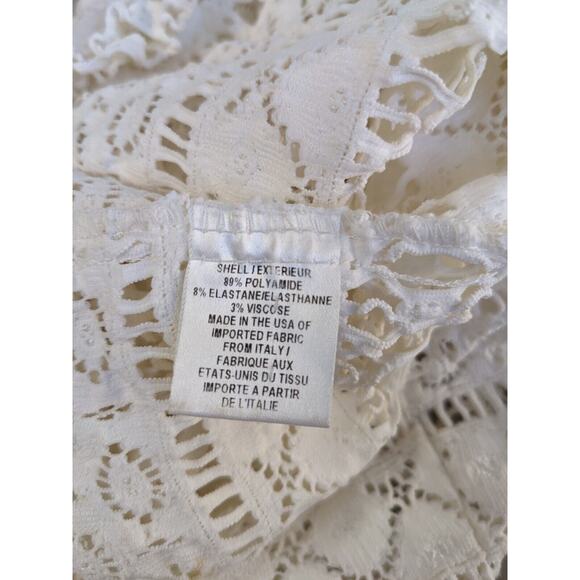 SHELL / EXTERIEUR
89% POLYAMIDE
8% ELASTANE/ELASTHANNE
3% VISCOSE
MADE IN THE USA OF
IMPORTED FABRIC
FROM ITALY /
FABRIQUE AUX
ETATS-UNIS DU TISSU
IMPORTE A PARTIR
DE L'ITALIE